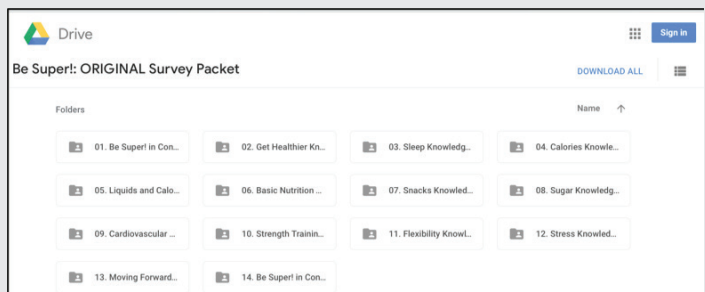 Drive
Sign in
Be Super!: ORIGINAL Survey Packet
DOWNLOAD ALL
Folders
Name
01. Be Super! in Con...
02. Get Healthier Kn...
03. Sleep Knowledg...
04. Calories Knowle...
05. Liquids and Calo...
06. Basic Nutrition ...
07. Snacks Knowled...
08. Sugar Knowledg...
09. Cardiovascular ...
10. Strength Trainin...
11. Flexibility Knowl...
12. Stress Knowled...
13. Moving Forward...
14. Be Super! in Con...